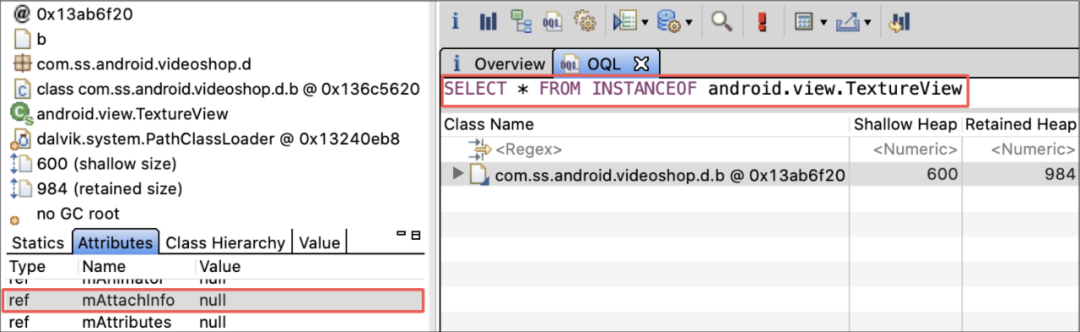 0x13ab6f20
b
com.ss.android.videoshop.d
class com.ss.android.videoshop.d.b @ 0x136c5620
android.view.TextureView
dalvik.system.PathClassLoader @ 0x13240eb8
600 (shallow size)
984 (retained size)
no GC root
Statics Attributes Class Hierarchy Value
Type Name Value
ref mAnimator null
ref mAttachInfo null
ref mAttributes null
OQL
i Overview OQL
SELECT * FROM INSTANCEOF android.view.TextureView
Class Name Shallow Heap Retained Heap
<Regex> <Numeric> <Numeric>
com.ss.android.videoshop.d.b @ 0x13ab6f20 600 984